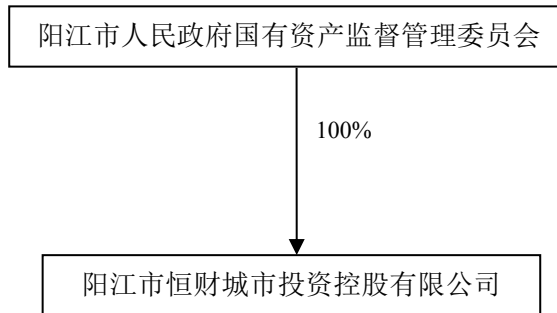 阳江市人民政府国有资产监督管理委员会
100%
阳江市恒财城市投资控股有限公司